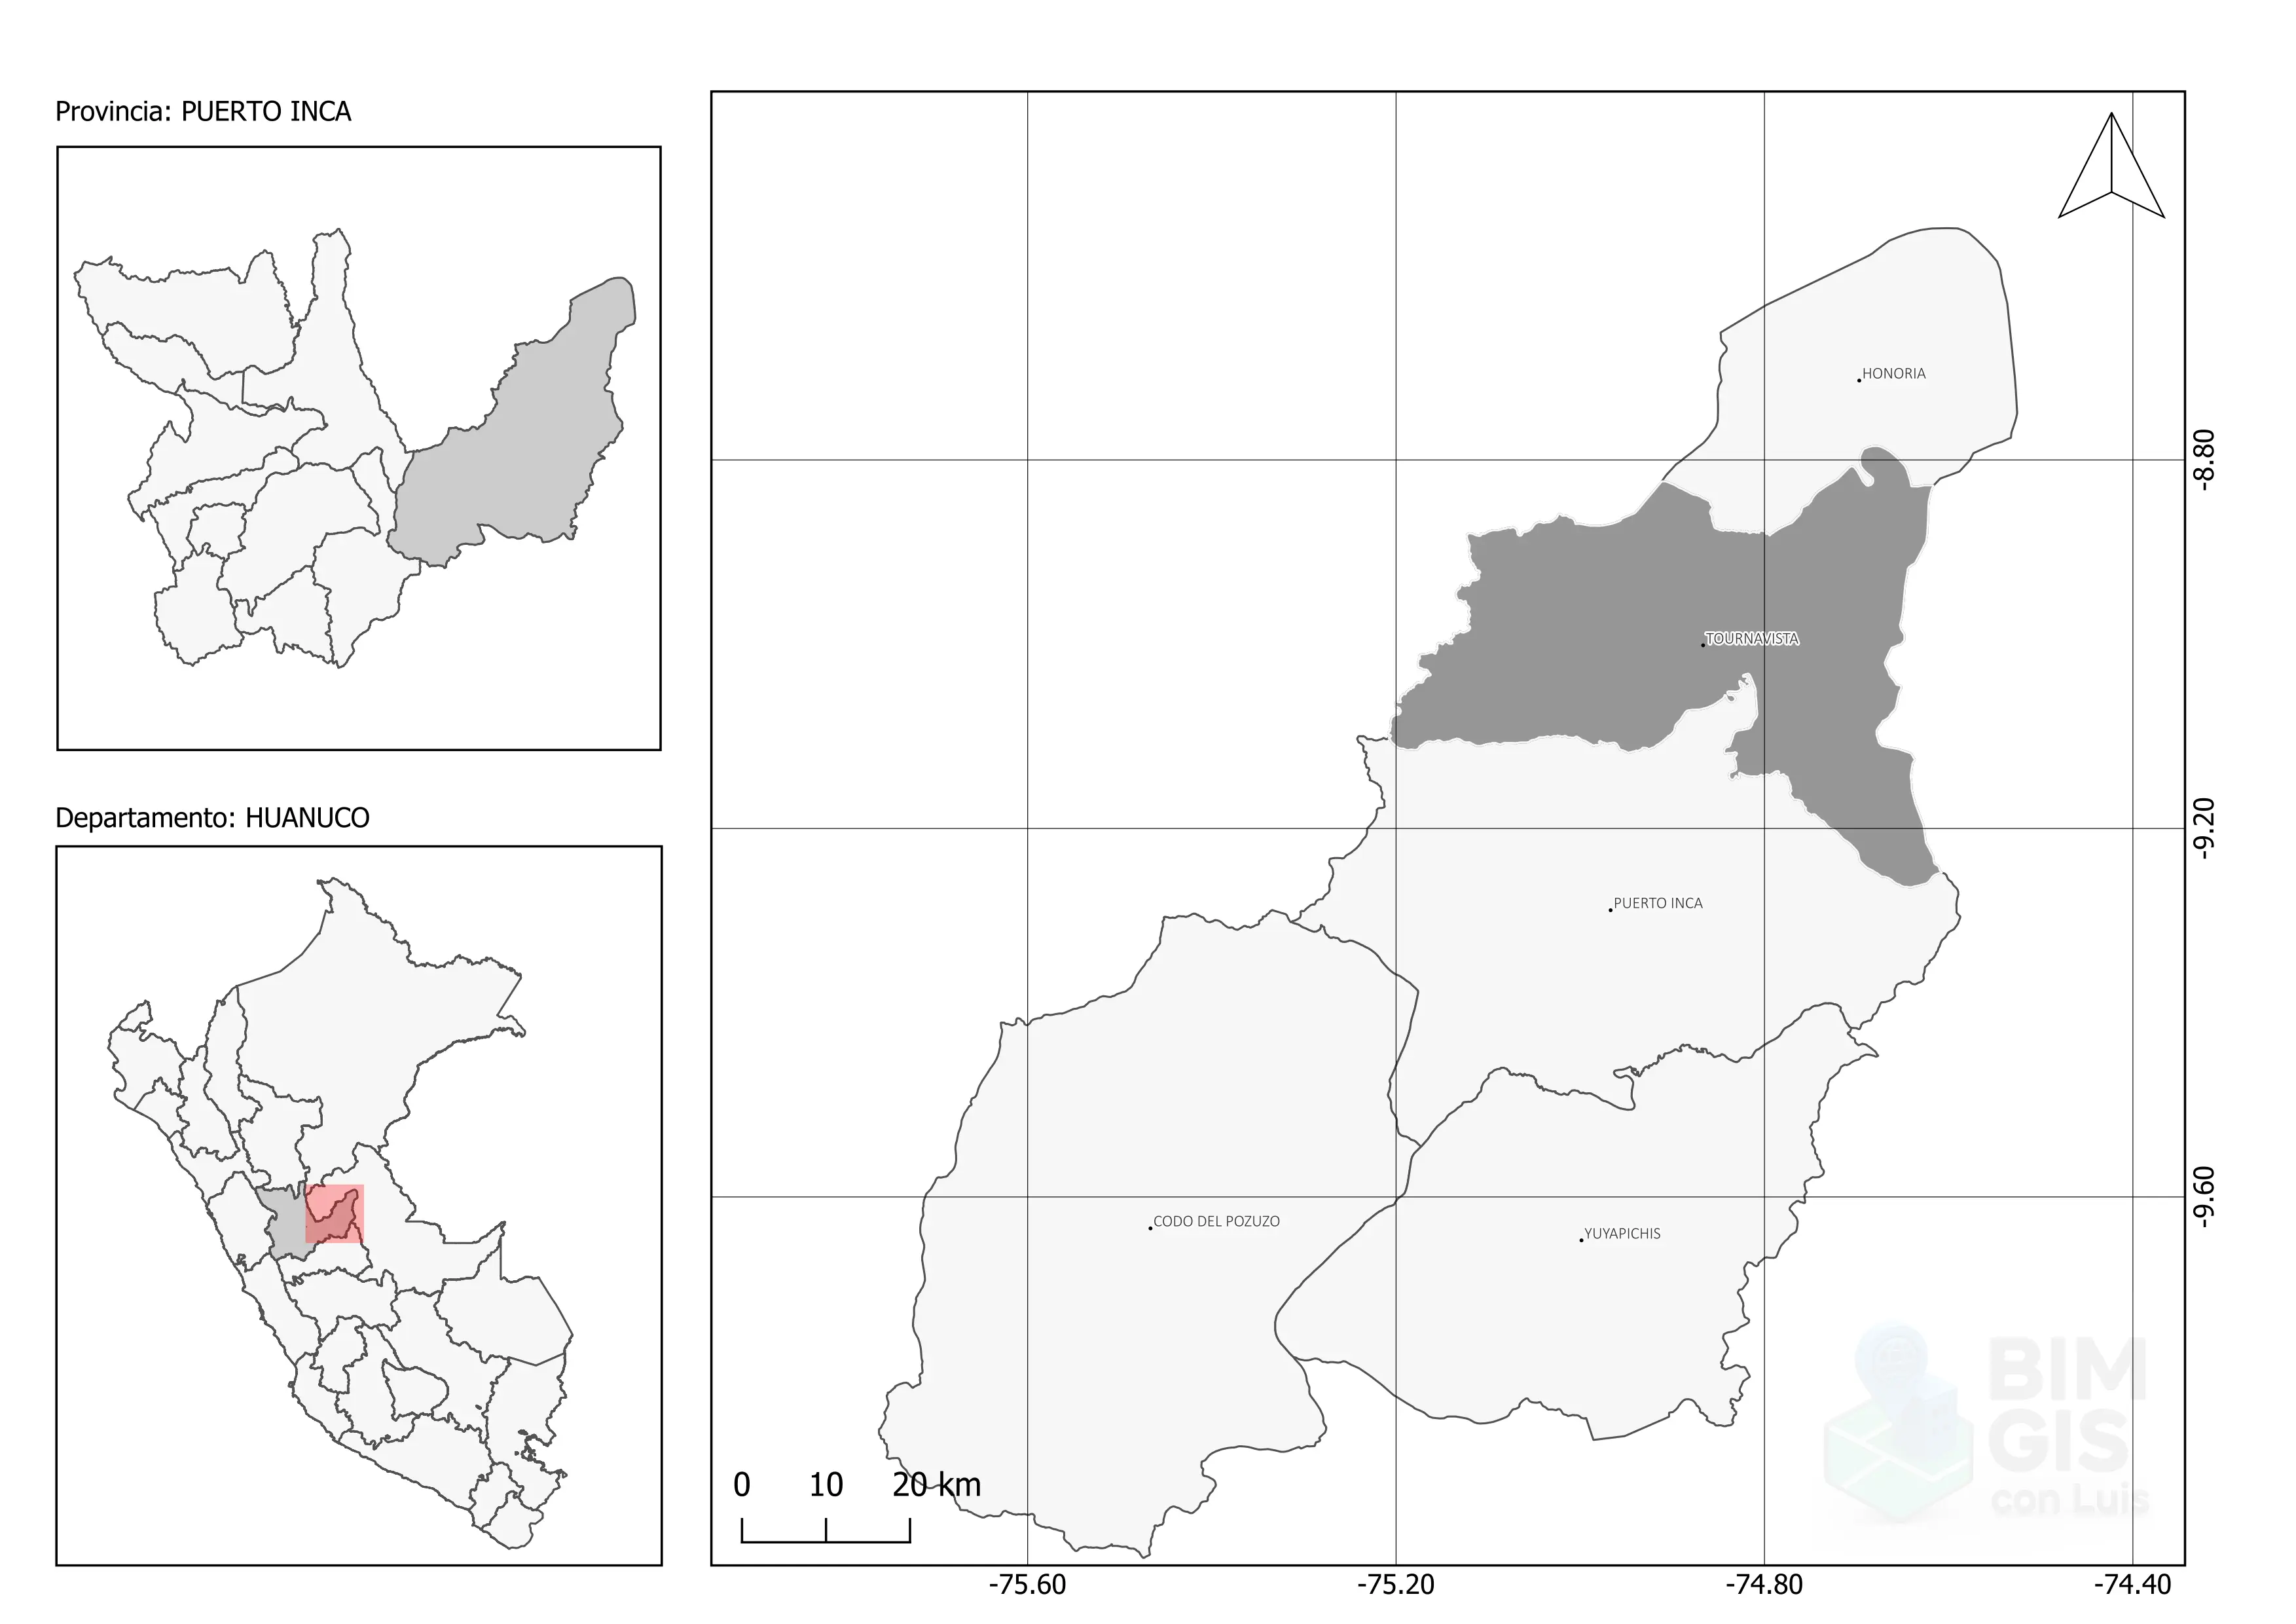 Provincia: PUERTO INCA
HONORIA
-8.80
TOURNAVISTA
Departamento: HUANUCO
-9.20
PUERTO INCA
-9.60
CODO DEL POZUZO
YUYAPICHIS
BIM
GIS
con Luis
0 10 20 km
-75.60 -75.20 -74.80 -74.40